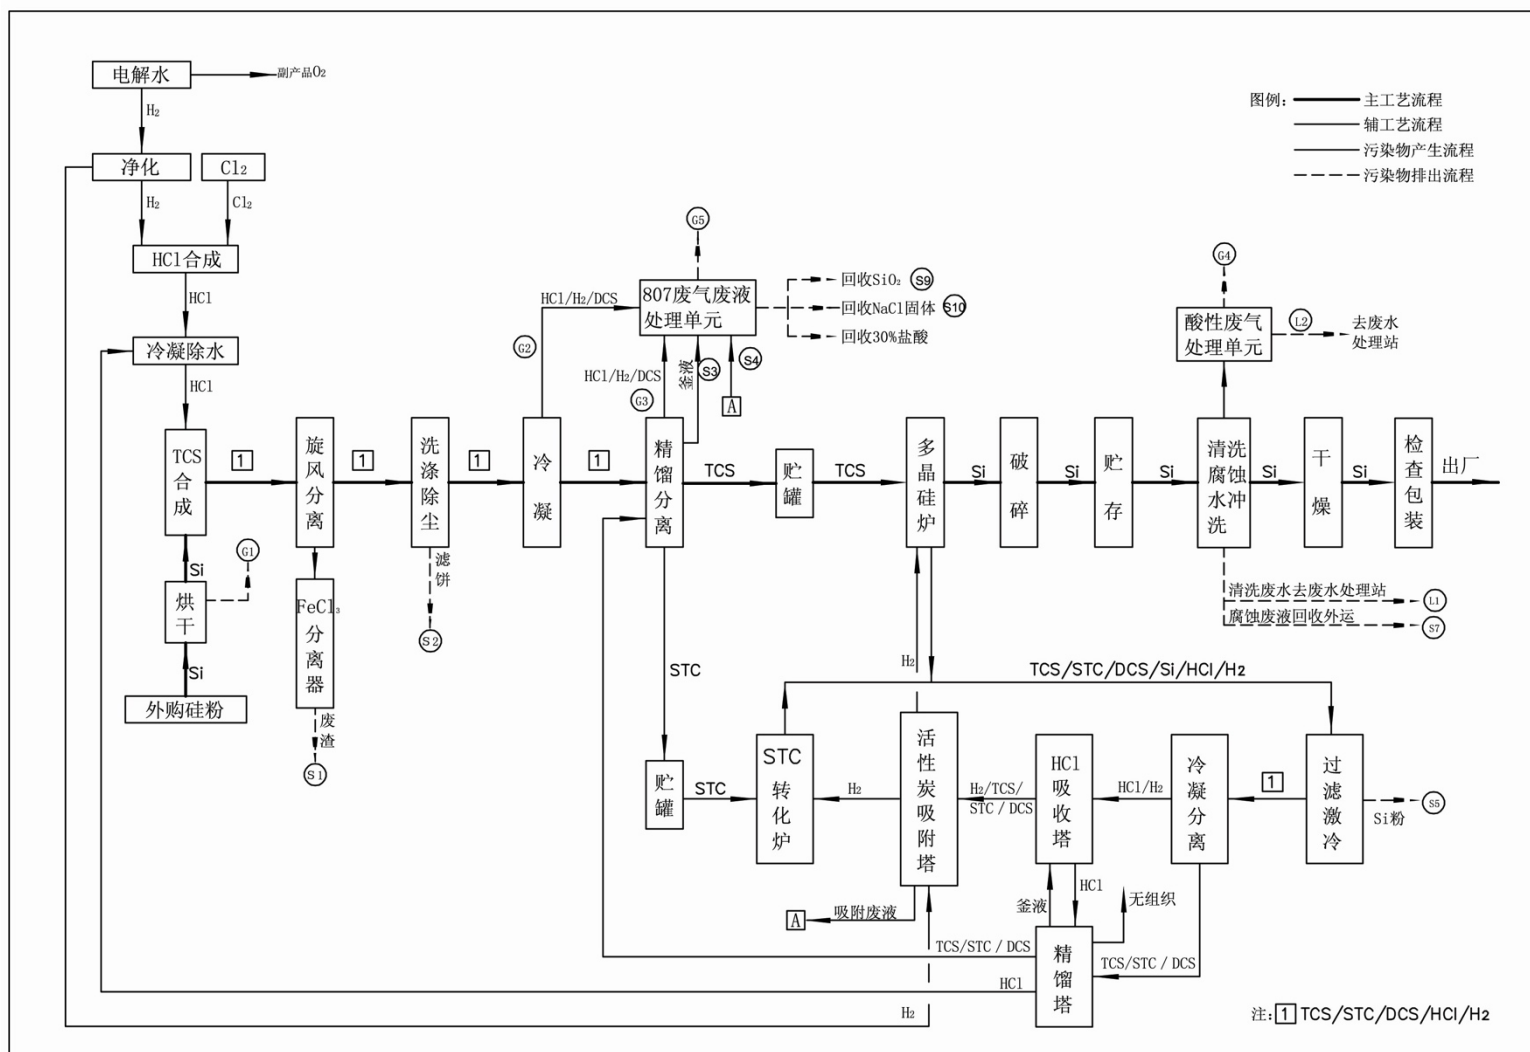 电解水
副产品O₂
H₂
净化
Cl₂
H₂
Cl₂
HCl合成
HCl
冷凝除水
HCl
图例：
主工艺流程
辅工艺流程
污染物产生流程
污染物排出流程
G5
HCl/H₂/DCS
807废气废液
处理单元
回收SiO₂
S9
回收NaCl固体
S10
回收30%盐酸
G2
HCl/H₂/DCS
釜液
S3
S4
G3
A
G4
酸性废气
处理单元
L2
去废水
处理站
TCS
合成
1
旋风分离
1
洗涤除尘
1
冷凝
1
精馏分离
TCS
贮罐
TCS
多晶硅炉
Si
破碎
Si
贮存
Si
清洗
腐蚀
水冲
洗
Si
干燥
Si
检查包装
出厂
Si
G1
烘干
Si
外购硅粉
FeCl₃
分离器
废渣
S1
滤饼
S2
清洗废水去废水处理站
L1
腐蚀废液回收外运
S7
STC
H₂
TCS/STC/DCS/Si/HCl/H₂
贮罐
STC
STC
转化炉
H₂
活性炭吸附塔
H₂/TCS/
STC/DCS
HCl
吸收塔
HCl/H₂
冷凝分离
1
过滤激冷
S5
Si粉
A
吸附废液
釜液
HCl
无组织
TCS/STC/DCS
精馏塔
TCS/STC/DCS
HCl
H₂
注:1 TCS/STC/DCS/HCl/H₂